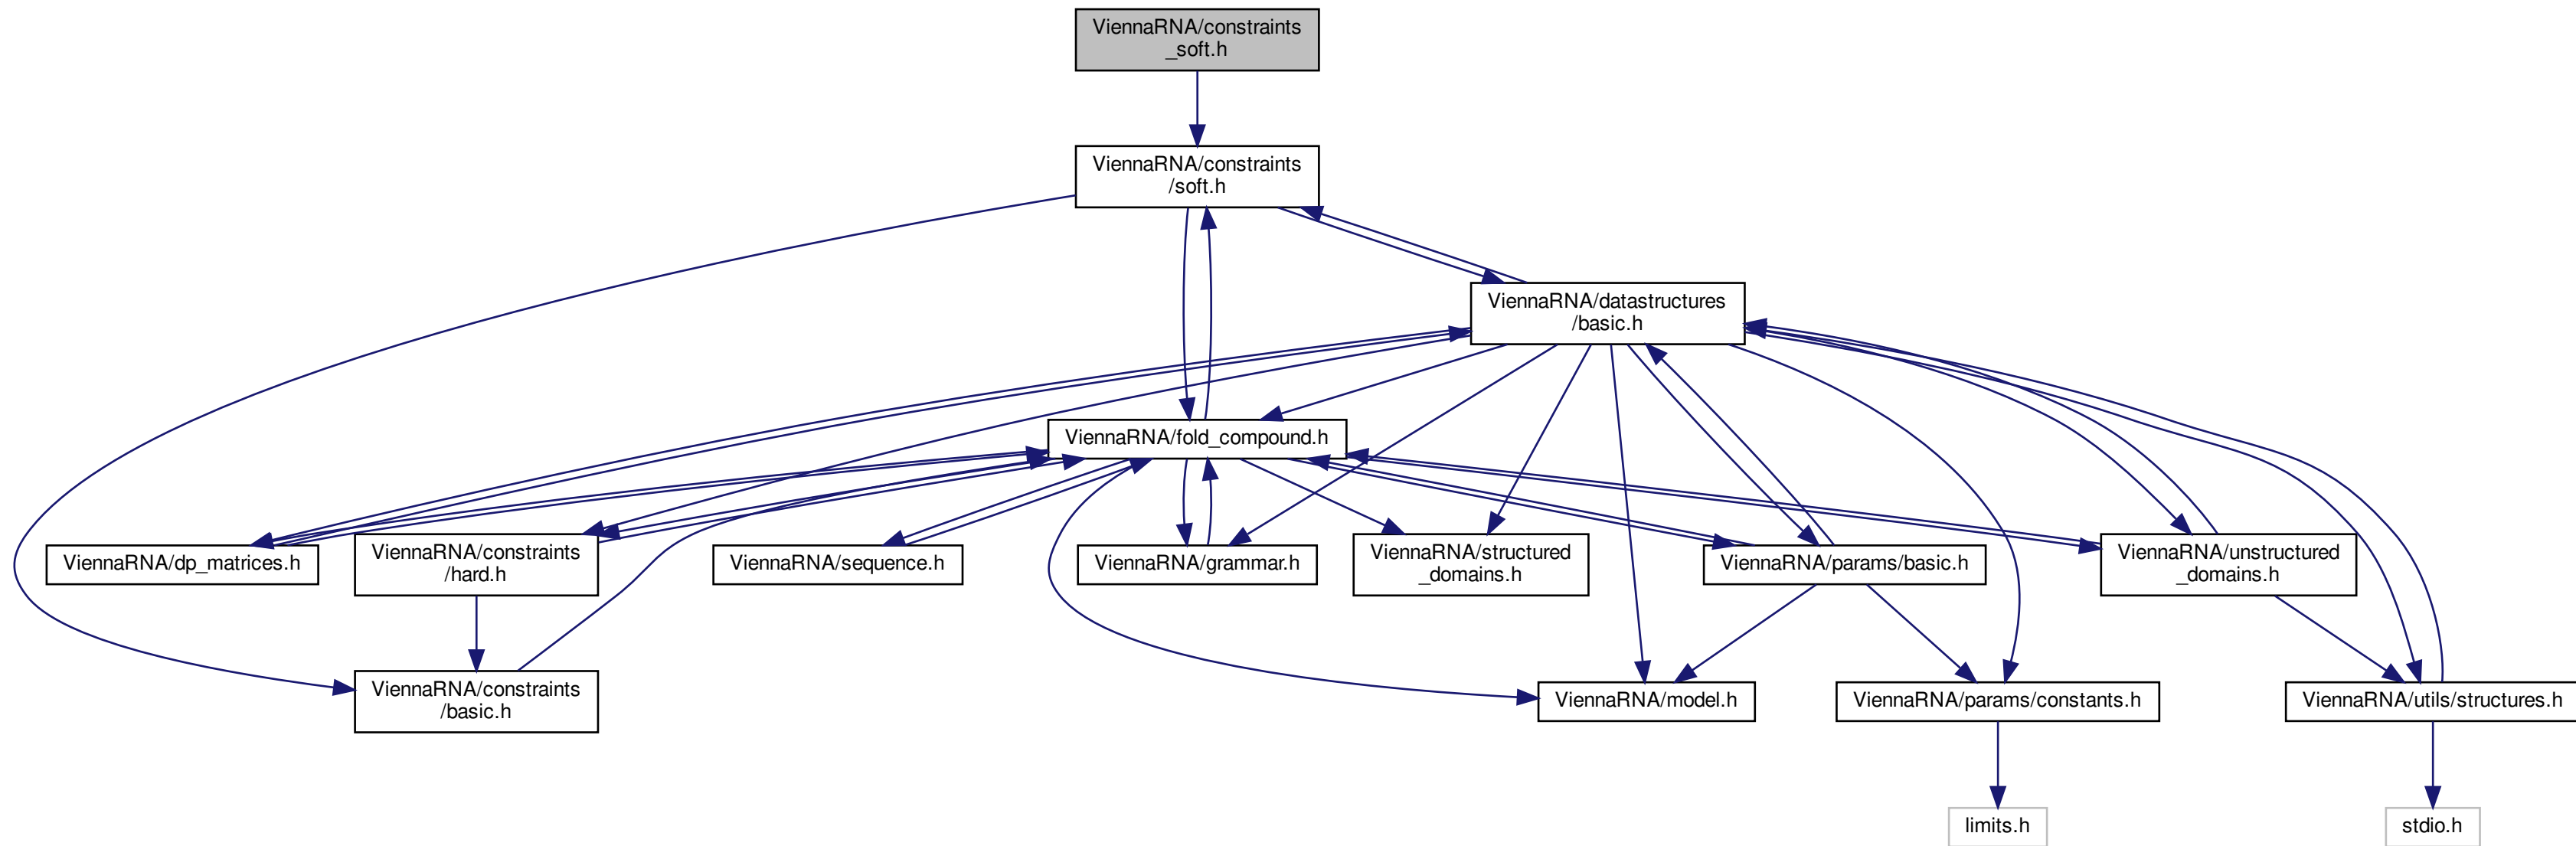 ViennaRNA/constraints
_soft.h
ViennaRNA/constraints
/soft.h
ViennaRNA/datastructures
/basic.h
ViennaRNA/fold_compound.h
ViennaRNA/dp_matrices.h
ViennaRNA/constraints
/hard.h
ViennaRNA/sequence.h
ViennaRNA/grammar.h
ViennaRNA/structured
_domains.h
ViennaRNA/params/basic.h
ViennaRNA/unstructured
_domains.h
ViennaRNA/constraints
/basic.h
ViennaRNA/model.h
ViennaRNA/params/constants.h
ViennaRNA/utils/structures.h
limits.h
stdio.h